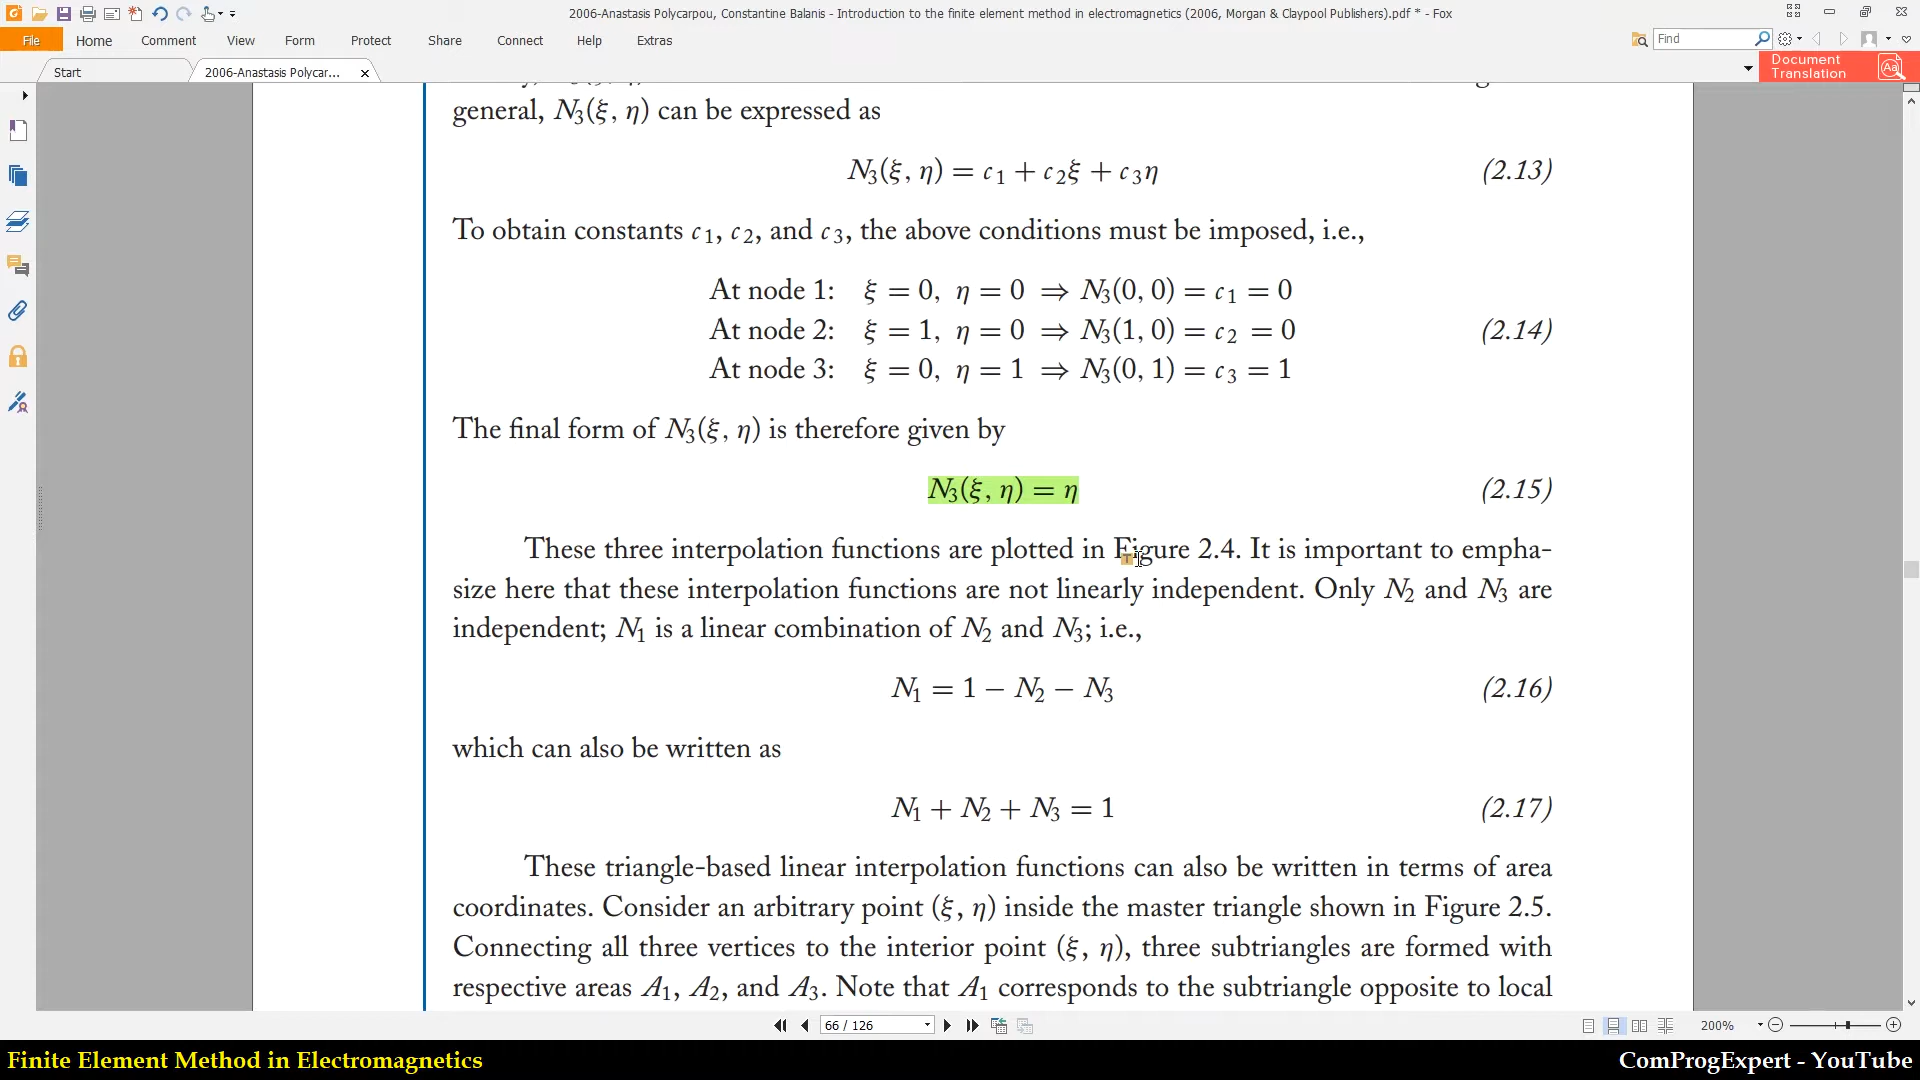 2006-Anastasis Polycarpou, Constantine Balanis - Introduction to the finite element method in electromagnetics (2006, Morgan & Claypool Publishers).pdf * - Fox
File Home Comment View Form Protect Share Connect Help Extras
Find
Start 2006-Anastasis Polycar...
Document Translation
general, N₃(ξ, η) can be expressed as
N₃(ξ, η) = c₁ + c₂ξ + c₃η (2.13)
To obtain constants c₁, c₂, and c₃, the above conditions must be imposed, i.e.,
At node 1: ξ = 0, η = 0 ⇒ N₃(0, 0) = c₁ = 0
At node 2: ξ = 1, η = 0 ⇒ N₃(1, 0) = c₂ = 0 (2.14)
At node 3: ξ = 0, η = 1 ⇒ N₃(0, 1) = c₃ = 1
The final form of N₃(ξ, η) is therefore given by
N₃(ξ, η) = η (2.15)
These three interpolation functions are plotted in Figure 2.4. It is important to empha-
size here that these interpolation functions are not linearly independent. Only N₂ and N₃ are
independent; N₁ is a linear combination of N₂ and N₃; i.e.,
N₁ = 1 − N₂ − N₃ (2.16)
which can also be written as
N₁ + N₂ + N₃ = 1 (2.17)
These triangle-based linear interpolation functions can also be written in terms of area
coordinates. Consider an arbitrary point (ξ, η) inside the master triangle shown in Figure 2.5.
Connecting all three vertices to the interior point (ξ, η), three subtriangles are formed with
respective areas A₁, A₂, and A₃. Note that A₁ corresponds to the subtriangle opposite to local
66 / 126
200%
Finite Element Method in Electromagnetics
ComProgExpert - YouTube